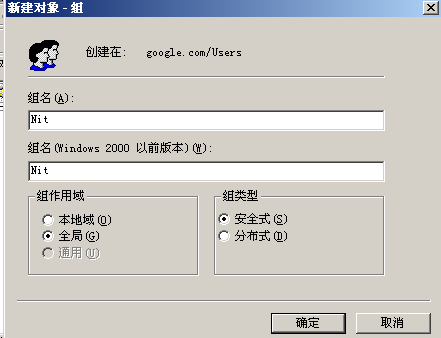 新建对象 - 组
创建在: google.com/Users
组名(A):
Nit
组名(Windows 2000 以前版本)(W):
Nit
组作用域
本地域(O)
全局(G)
通用(U)
组类型
安全式(S)
分布式(D)
确定
取消